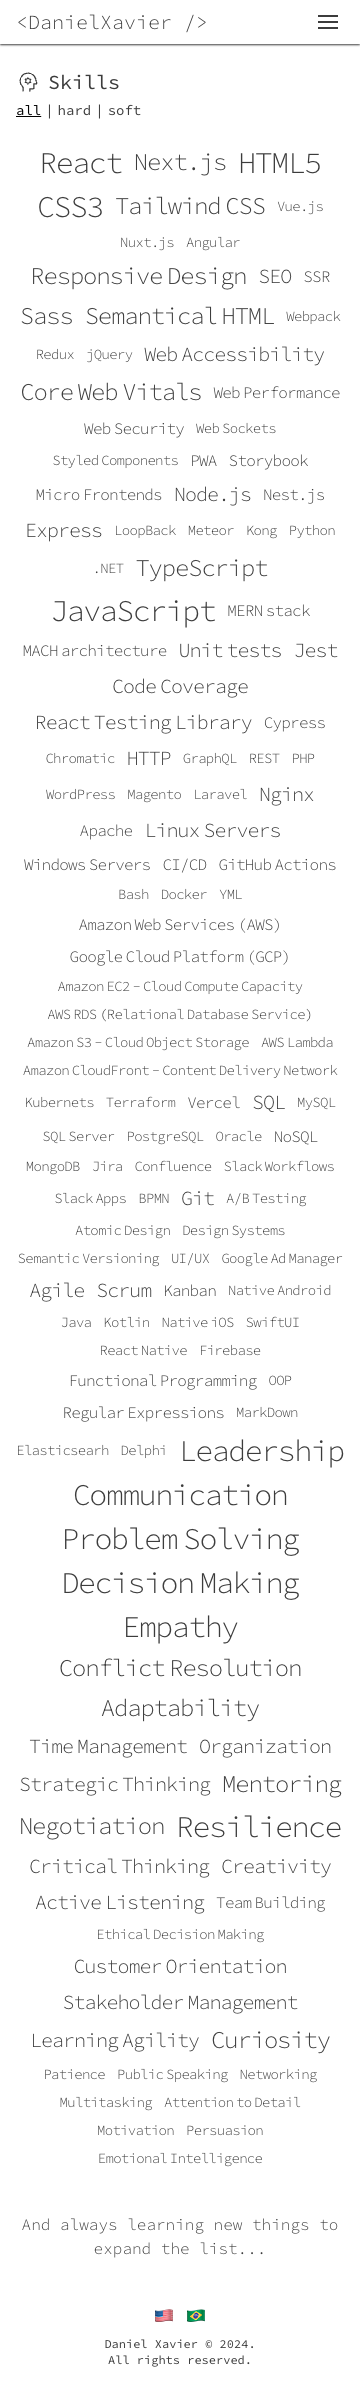 <DanielXavier />
Skills
all | hard | soft
React Next.js HTML5
CSS3 Tailwind CSS Vue.js
Nuxt.js Angular
Responsive Design SEO SSR
Sass Semantical HTML Webpack
Redux jQuery Web Accessibility
Core Web Vitals Web Performance
Web Security Web Sockets
Styled Components PWA Storybook
Micro Frontends Node.js Nest.js
Express LoopBack Meteor Kong Python
.NET TypeScript
JavaScript MERN stack
MACH architecture Unit tests Jest
Code Coverage
React Testing Library Cypress
Chromatic HTTP GraphQL REST PHP
WordPress Magento Laravel Nginx
Apache Linux Servers
Windows Servers CI/CD GitHub Actions
Bash Docker YML
Amazon Web Services (AWS)
Google Cloud Platform (GCP)
Amazon EC2 - Cloud Compute Capacity
AWS RDS (Relational Database Service)
Amazon S3 - Cloud Object Storage AWS Lambda
Amazon CloudFront - Content Delivery Network
Kubernets Terraform Vercel SQL MySQL
SQL Server PostgreSQL Oracle NoSQL
MongoDB Jira Confluence Slack Workflows
Slack Apps BPMN Git A/B Testing
Atomic Design Design Systems
Semantic Versioning UI/UX Google Ad Manager
Agile Scrum Kanban Native Android
Java Kotlin Native iOS SwiftUI
React Native Firebase
Functional Programming OOP
Regular Expressions MarkDown
Elasticsearh Delphi Leadership
Communication
Problem Solving
Decision Making
Empathy
Conflict Resolution
Adaptability
Time Management Organization
Strategic Thinking Mentoring
Negotiation Resilience
Critical Thinking Creativity
Active Listening Team Building
Ethical Decision Making
Customer Orientation
Stakeholder Management
Learning Agility Curiosity
Patience Public Speaking Networking
Multitasking Attention to Detail
Motivation Persuasion
Emotional Intelligence
And always learning new things to
expand the list...
Daniel Xavier © 2024.
All rights reserved.